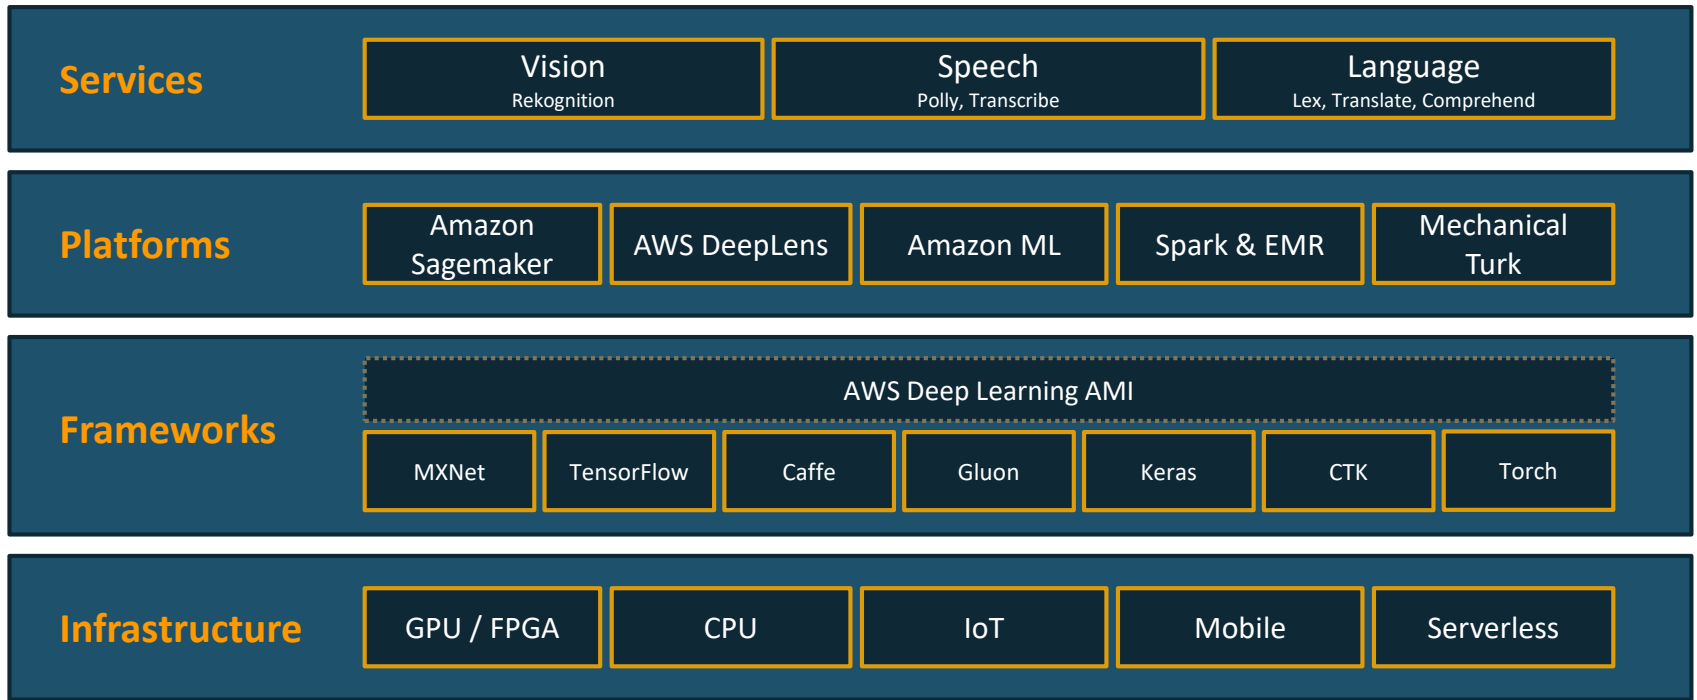 Services
Vision
Rekognition
Speech
Polly, Transcribe
Language
Lex, Translate, Comprehend
Platforms
Amazon
Sagemaker
AWS DeepLens
Amazon ML
Spark & EMR
Mechanical
Turk
Frameworks
AWS Deep Learning AMI
MXNet
TensorFlow
Caffe
Gluon
Keras
CTK
Torch
Infrastructure
GPU / FPGA
CPU
IoT
Mobile
Serverless